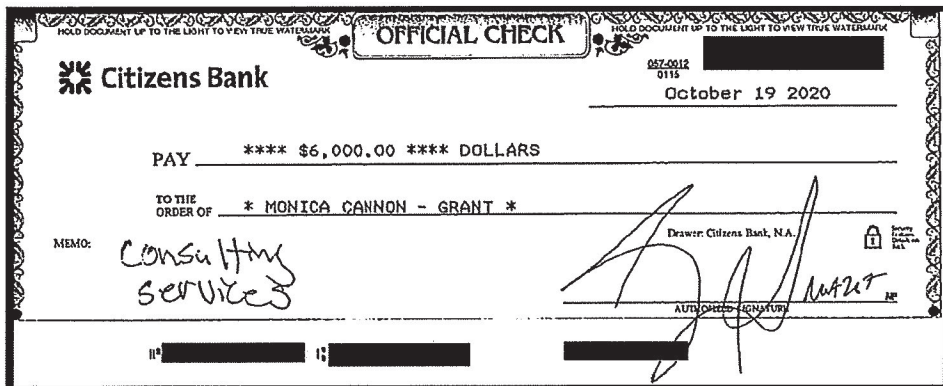 HOLD DOCUMENT UP TO THE LIGHT TO VIEW TRUE WATERMARK
OFFICIAL CHECK
HOLD DOCUMENT UP TO THE LIGHT TO VIEW TRUE WATERMARK
Citizens Bank
057-0012
0115
October 19 2020
PAY **** $6,000.00 **** DOLLARS
TO THE
ORDER OF * MONICA CANNON - GRANT *
MEMO: Consulting
services
Drawer: Citizens Bank, N.A.
AUTHORIZED SIGNATURE